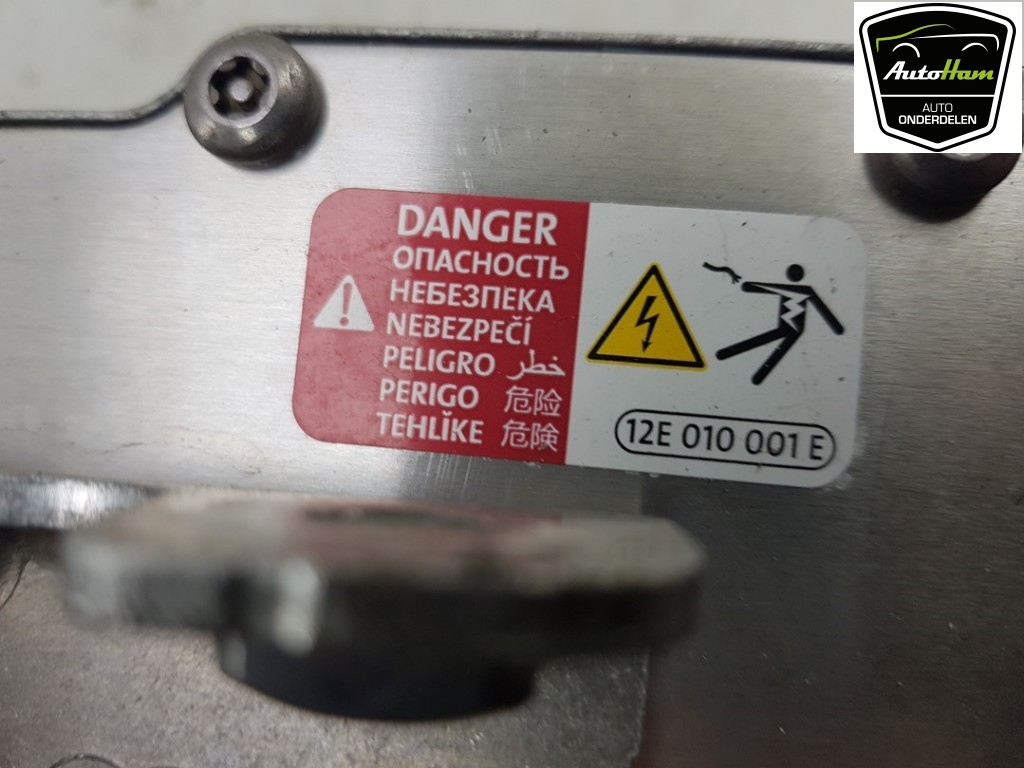 AutoHam
AUTO
ONDERDELEN
DANGER
ОПАСНОСТЬ
НЕБЕЗПЕКА
NEBEZPEČÍ
PELIGRO خطر
PERIGO 危险
TEHLİKE 危険
12E 010 001 E